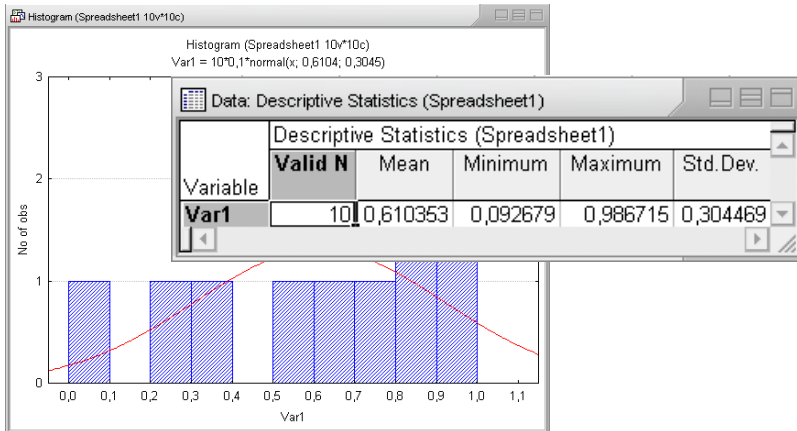 Histogram (Spreadsheet1 10v*10c)
Histogram (Spreadsheet1 10v*10c)
Var1 = 10*0,1*normal(x; 0,6104; 0,3045)
3
2
1
0
No of obs
0,0 0,1 0,2 0,3 0,4 0,5 0,6 0,7 0,8 0,9 1,0 1,1
Var1
Data: Descriptive Statistics (Spreadsheet1)
Descriptive Statistics (Spreadsheet1)
Variable Valid N Mean Minimum Maximum Std.Dev.
Var1 10 0,610353 0,092679 0,986715 0,304469